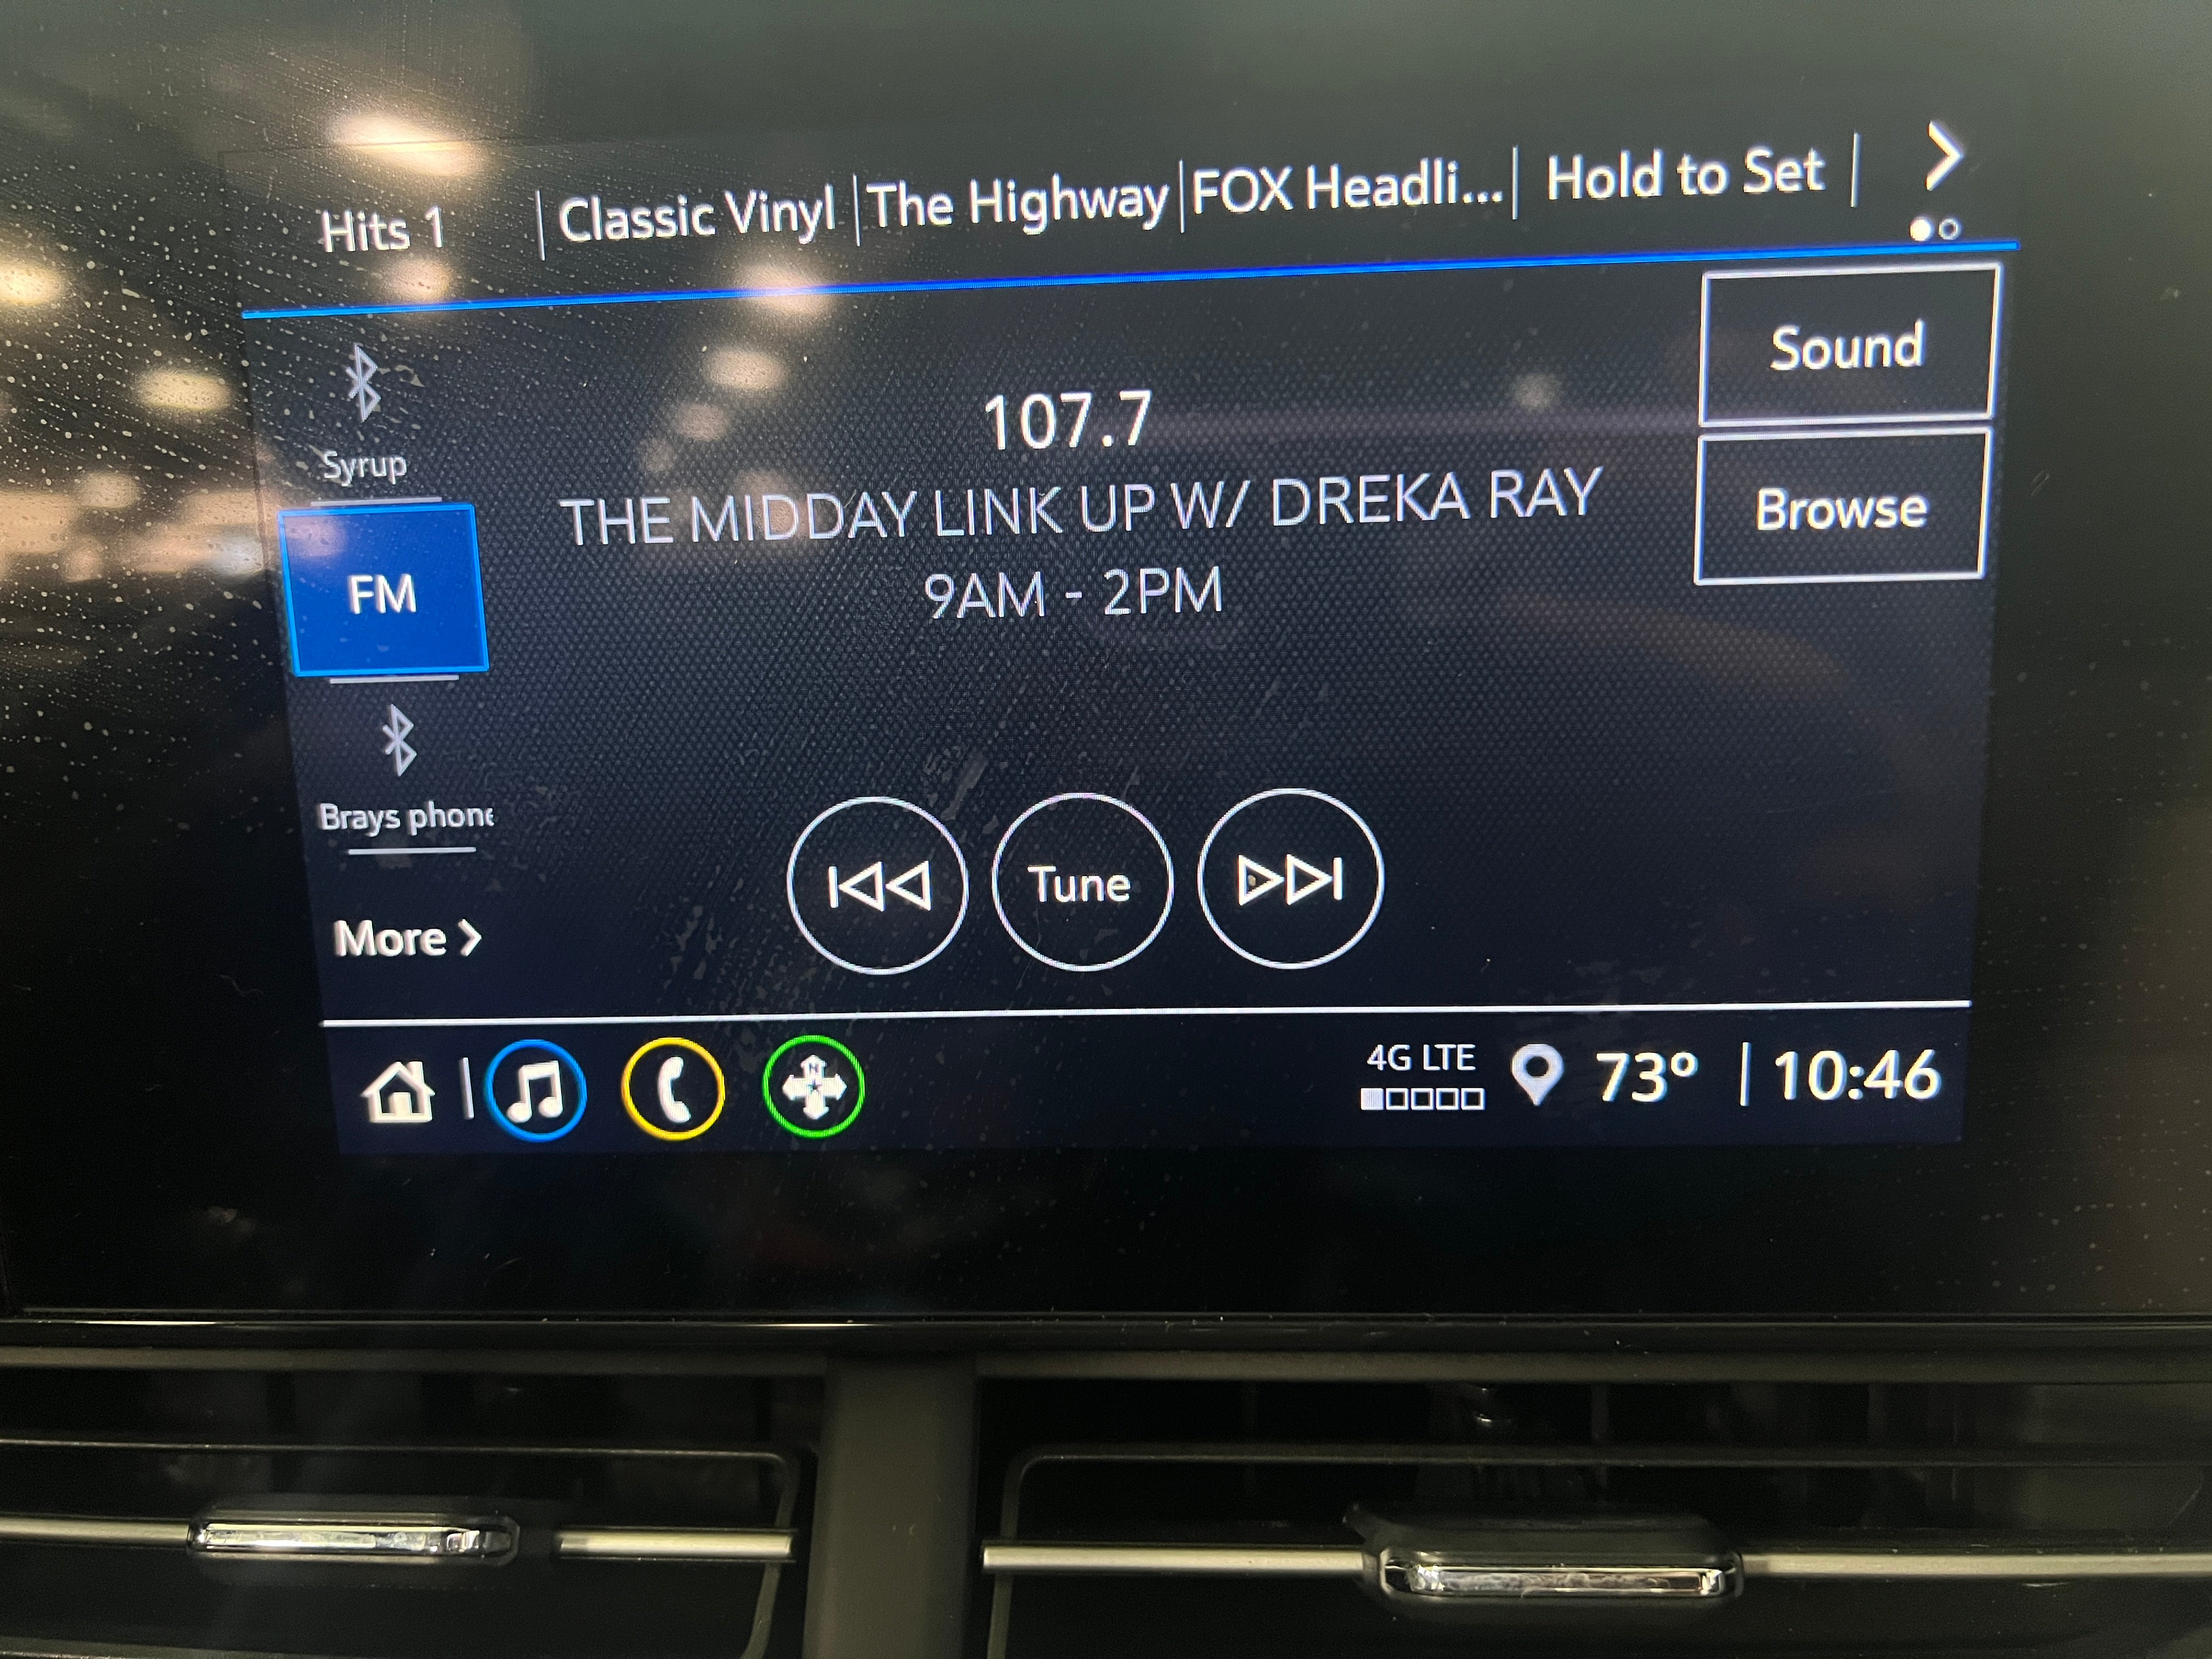 Hits 1 Classic Vinyl The Highway FOX Headli... Hold to Set
Syrup
FM
Brays phone
More
107.7
THE MIDDAY LINK UP W/ DREKA RAY
9AM - 2PM
Tune
Sound
Browse
N
4G LTE
73° 10:46